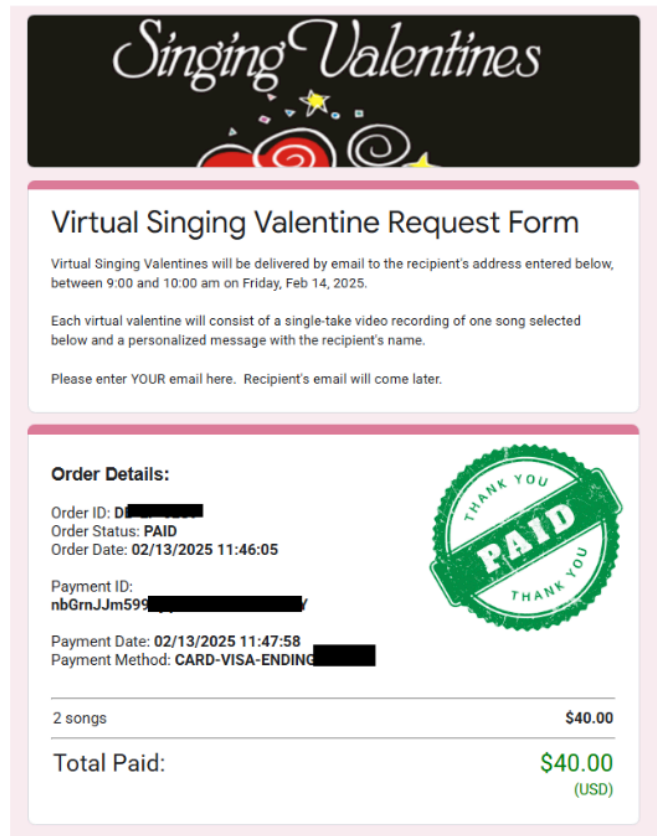 Singing Valentines
Virtual Singing Valentine Request Form
Virtual Singing Valentines will be delivered by email to the recipient's address entered below,
between 9:00 and 10:00 am on Friday, Feb 14, 2025.
Each virtual valentine will consist of a single-take video recording of one song selected
below and a personalized message with the recipient's name.
Please enter YOUR email here. Recipient's email will come later.
Order Details:
Order ID:
Order Status: PAID
Order Date: 02/13/2025 11:46:05
Payment ID:
nbGrnJJm599
Payment Date: 02/13/2025 11:47:58
Payment Method: CARD-VISA-ENDING
THANK YOU
PAID
THANK YOU
2 songs $40.00
Total Paid: $40.00
(USD)